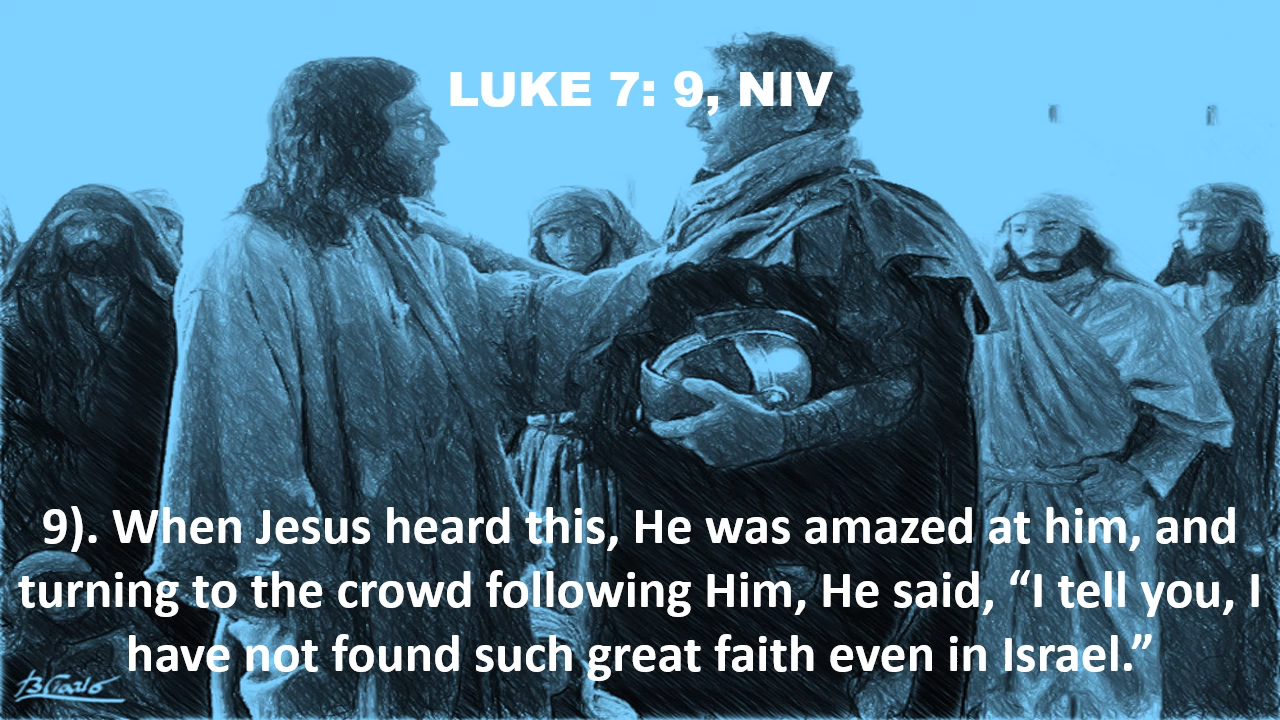 LUKE 7: 9, NIV
9). When Jesus heard this, He was amazed at him, and
turning to the crowd following Him, He said, “I tell you, I
have not found such great faith even in Israel.”